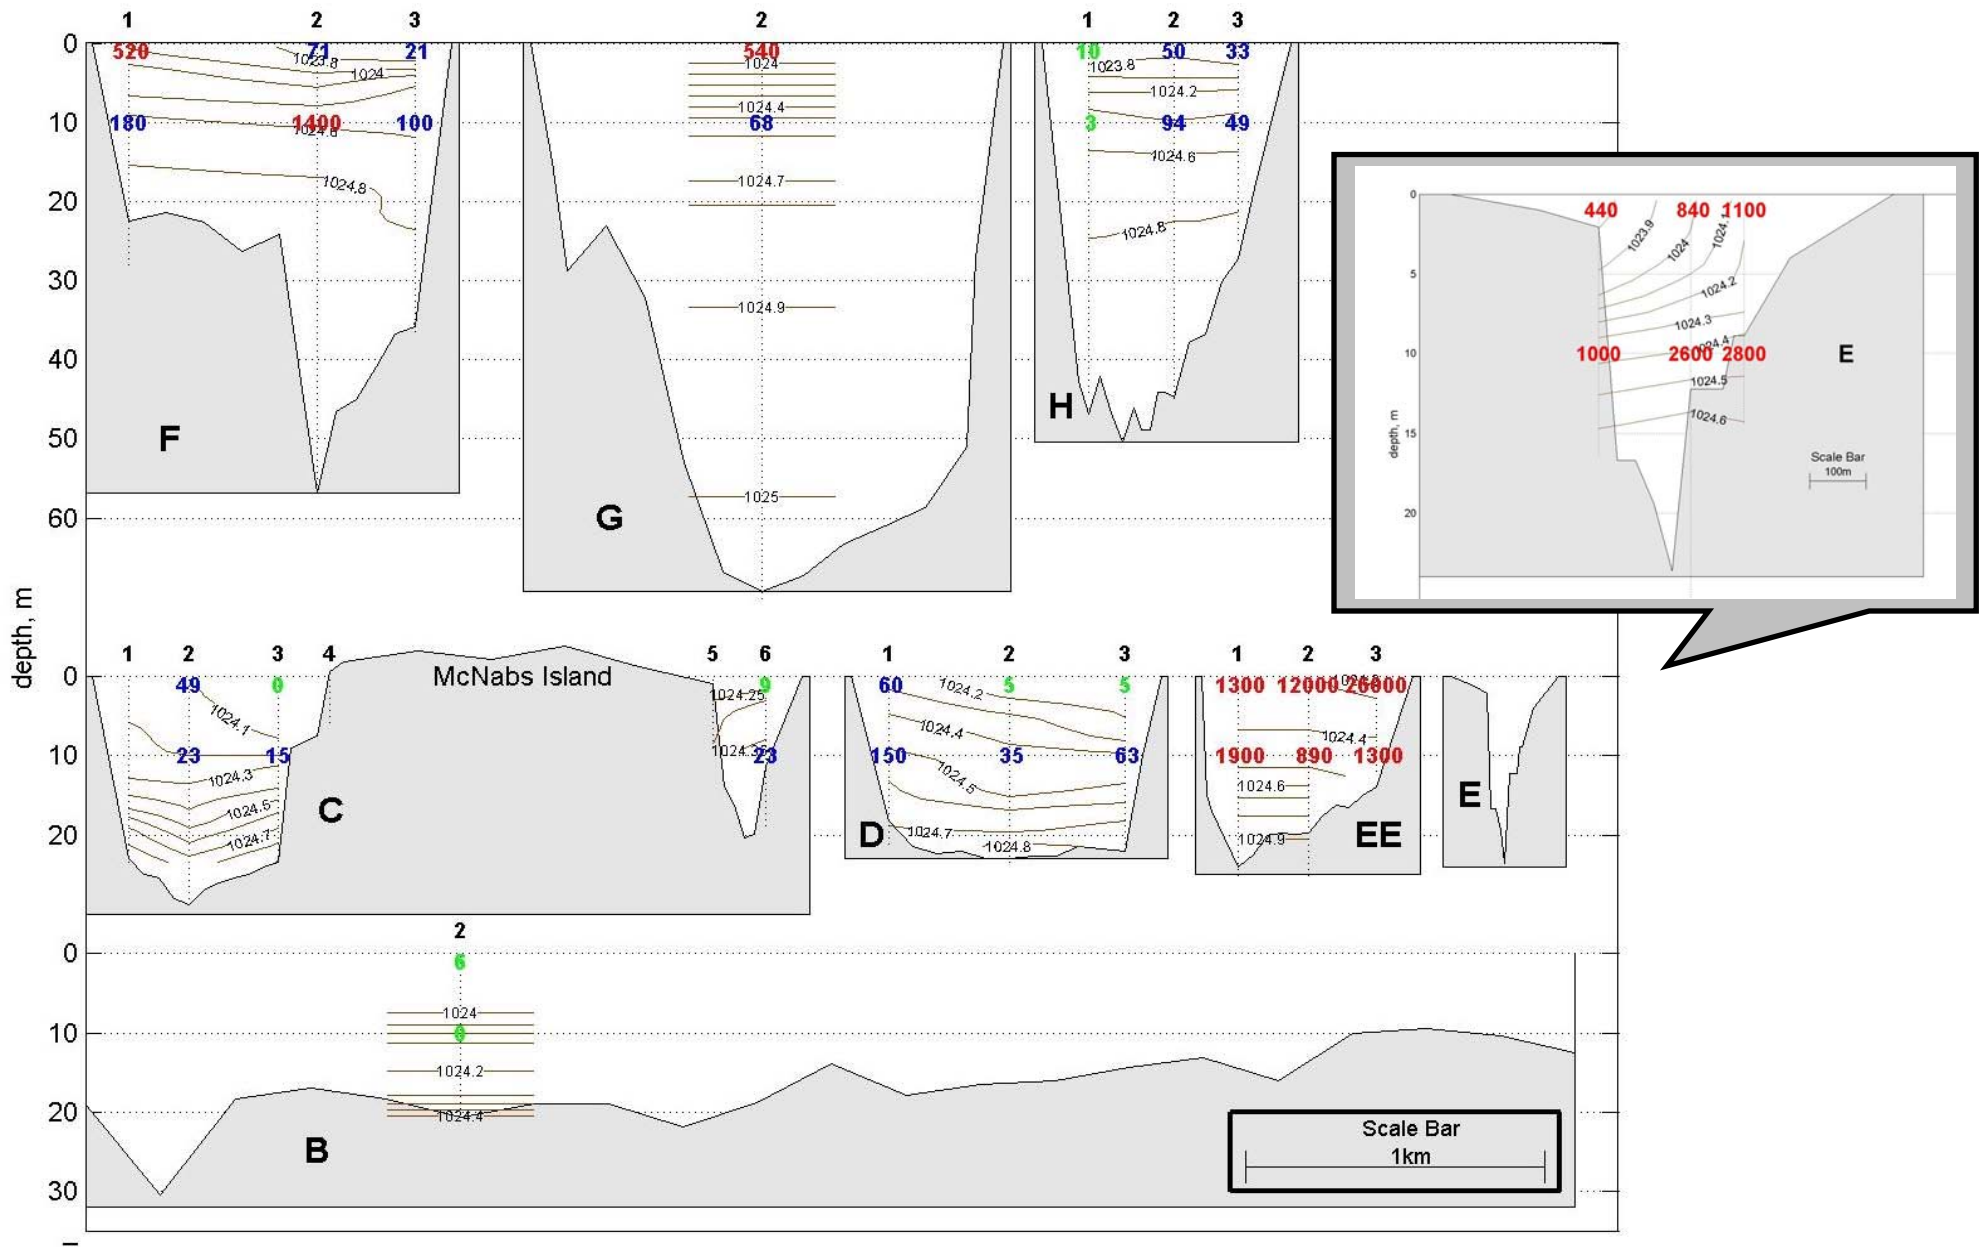 1 2 3 2 1 2 3
0 520 71 21 540 10 50 33
1023.8 1024 1024 1023.8
1024.4 1024.2
10 180 1400 100 68 3 94 49
1024.6
1024.8 1024.7
20
1024.8
30
1024.9
40
H
50 F
1025
60 G
0 440 840 1100
1023.9 1024 1024.1
5
1024.2
1024.3
1024.4
10 1000 2600 2800 E
1024.5
1024.6
15
Scale Bar
100m
20
depth, m
depth, m
1 2 3 4 5 6 1 2 3 1 2 3
McNabs Island
0 49 0 9 60 5 5 1300 12000 26000
1024.25 1024.2
1024.1 1024.4 1024.4
10 23 15 23 150 35 63 1900 890 1300
1024.3 1024.5 1024.6
1024.5 C E
1024.7 D 1024.7 EE
20 1024.8 1024.9
2
0 6
1024
10
1024.2
20 1024.4
B
30
Scale Bar
1km